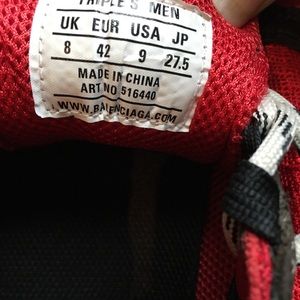 TRIPLE S MEN
UK EUR USA JP
8 42 9 27.5
MADE IN CHINA
ART NO 516440
WWW.BALENCIAGA.COM